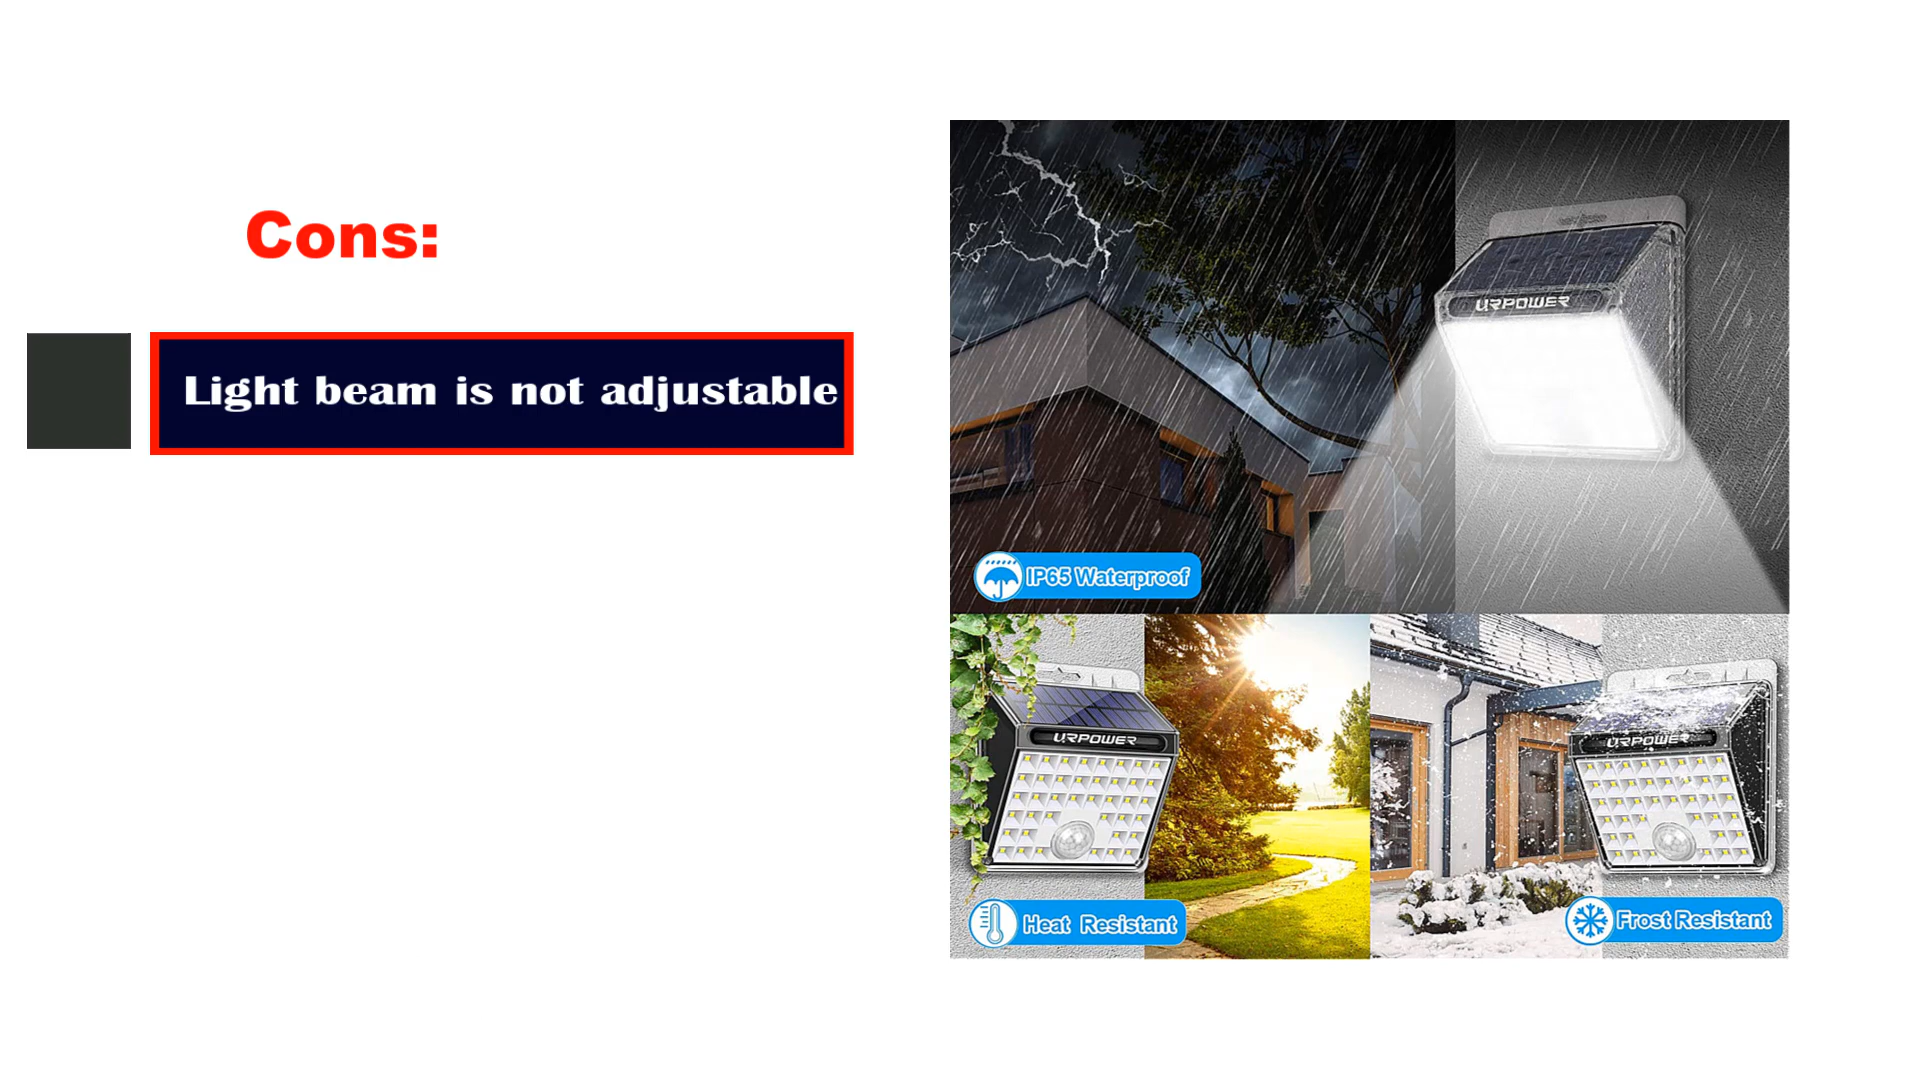 Cons:
Light beam is not adjustable
URPOWER
IP65 Waterproof
URPOWER
URPOWER
Heat Resistant
Frost Resistant